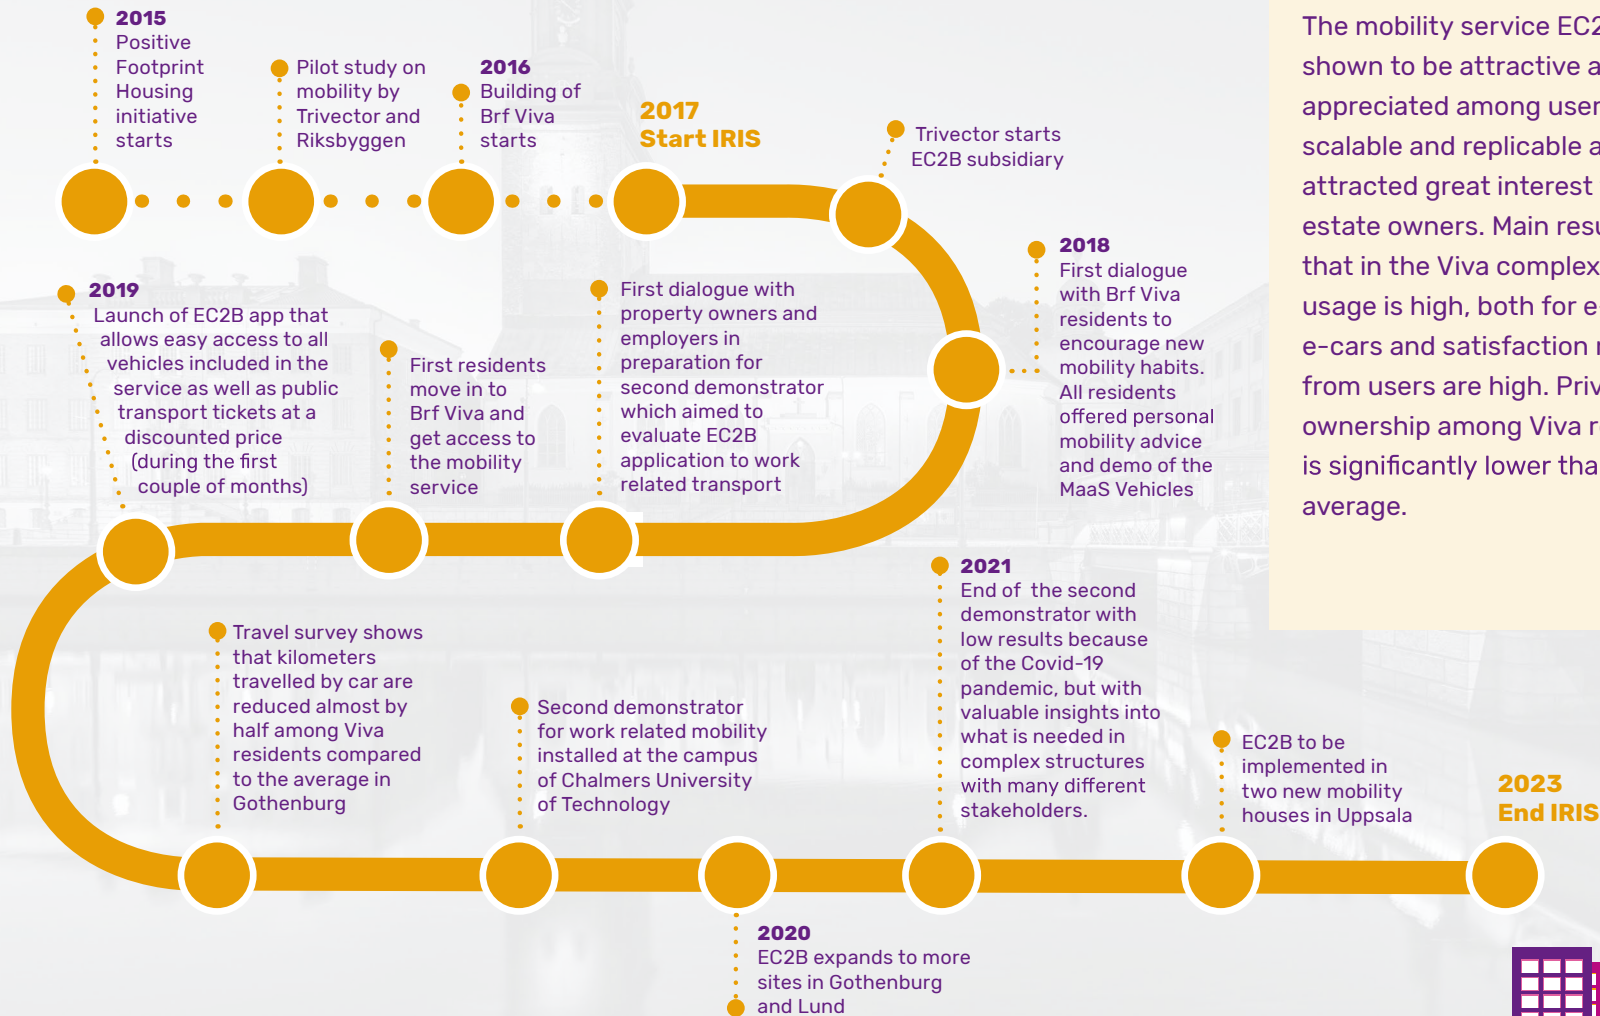 2015
Positive
Footprint
Housing
initiative
starts
Pilot study on
mobility by
Trivector and
Riksbyggen
2016
Building of
Brf Viva
starts
2017
Start IRIS
Trivector starts
EC2B subsidiary
2018
First dialogue
with Brf Viva
residents to
encourage new
mobility habits.
All residents
offered personal
mobility advice
and demo of the
MaaS Vehicles
First dialogue with
property owners and
employers in
preparation for
second demonstrator
which aimed to
evaluate EC2B
application to work
related transport
First residents
move in to
Brf Viva and
get access to
the mobility
service
2019
Launch of EC2B app that
allows easy access to all
vehicles included in the
service as well as public
transport tickets at a
discounted price
(during the first
couple of months)
Travel survey shows
that kilometers
travelled by car are
reduced almost by
half among Viva
residents compared
to the average in
Gothenburg
Second demonstrator
for work related mobility
installed at the campus
of Chalmers University
of Technology
2020
EC2B expands to more
sites in Gothenburg
and Lund
2021
End of the second
demonstrator with
low results because
of the Covid-19
pandemic, but with
valuable insights into
what is needed in
complex structures
with many different
stakeholders.
EC2B to be
implemented in
two new mobility
houses in Uppsala
2023
End IRIS
The mobility service
shown to be attractive
appreciated among
scalable and replicable
attracted great interest
estate owners. Main
that in the Viva complex
usage is high, both for
e-cars and satisfaction
from users are high.
ownership among Viva
is significantly lower
average.